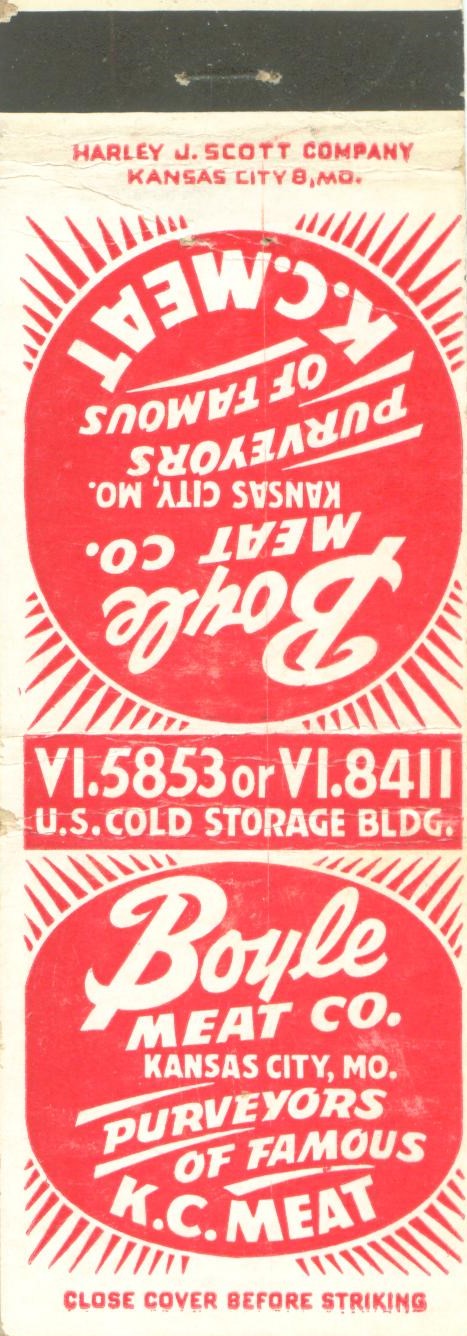 HARLEY J. SCOTT COMPANY
KANSAS CITY 8, MO.
Boyle
MEAT CO.
KANSAS CITY, MO.
PURVEYORS
OF FAMOUS
K.C. MEAT
VI.5853 or VI.8411
U.S. COLD STORAGE BLDG.
Boyle
MEAT CO.
KANSAS CITY, MO.
PURVEYORS
OF FAMOUS
K.C. MEAT
CLOSE COVER BEFORE STRIKING